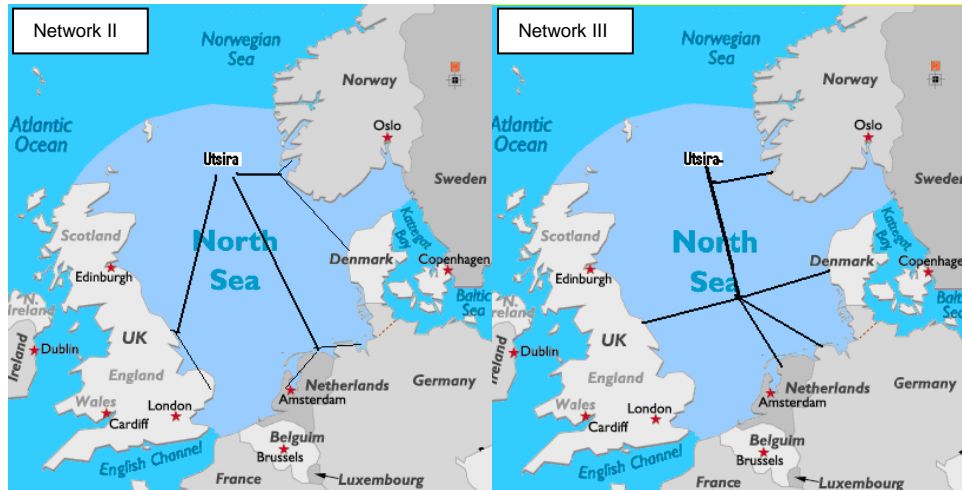 Network II
Norwegian
Sea
Norway
Atlantic
Ocean
Oslo
Utsira
Sweden
Scotland
North
Sea
Kattegat
Bay
Denmark
Edinburgh
Copenhagen
N.
Ireland
Baltic
Sea
UK
Ireland
Dublin
England
Netherlands
Germany
Wales
London
Amsterdam
Cardiff
Belguim
Brussels
English Channel
France
Luxembourg
Network III
Norwegian
Sea
Norway
Atlantic
Ocean
Oslo
Utsira
Sweden
Scotland
North
Sea
Kattegat
Bay
Denmark
Edinburgh
Copenhage
N.
Ireland
Balti
Sea
UK
Ireland
Dublin
England
Netherlands
Germany
Wales
London
Amsterdam
Cardiff
Belguim
Brussels
English Channel
France
Luxembourg